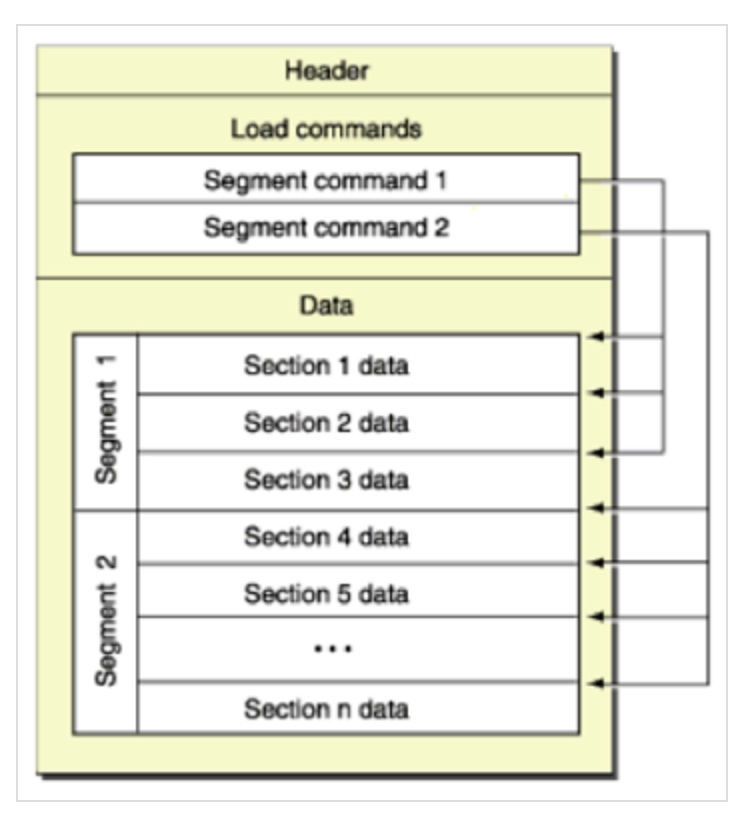 Header
Load commands
Segment command 1
Segment command 2
Data
Segment 1
Section 1 data
Section 2 data
Section 3 data
Segment 2
Section 4 data
Section 5 data
...
Section n data